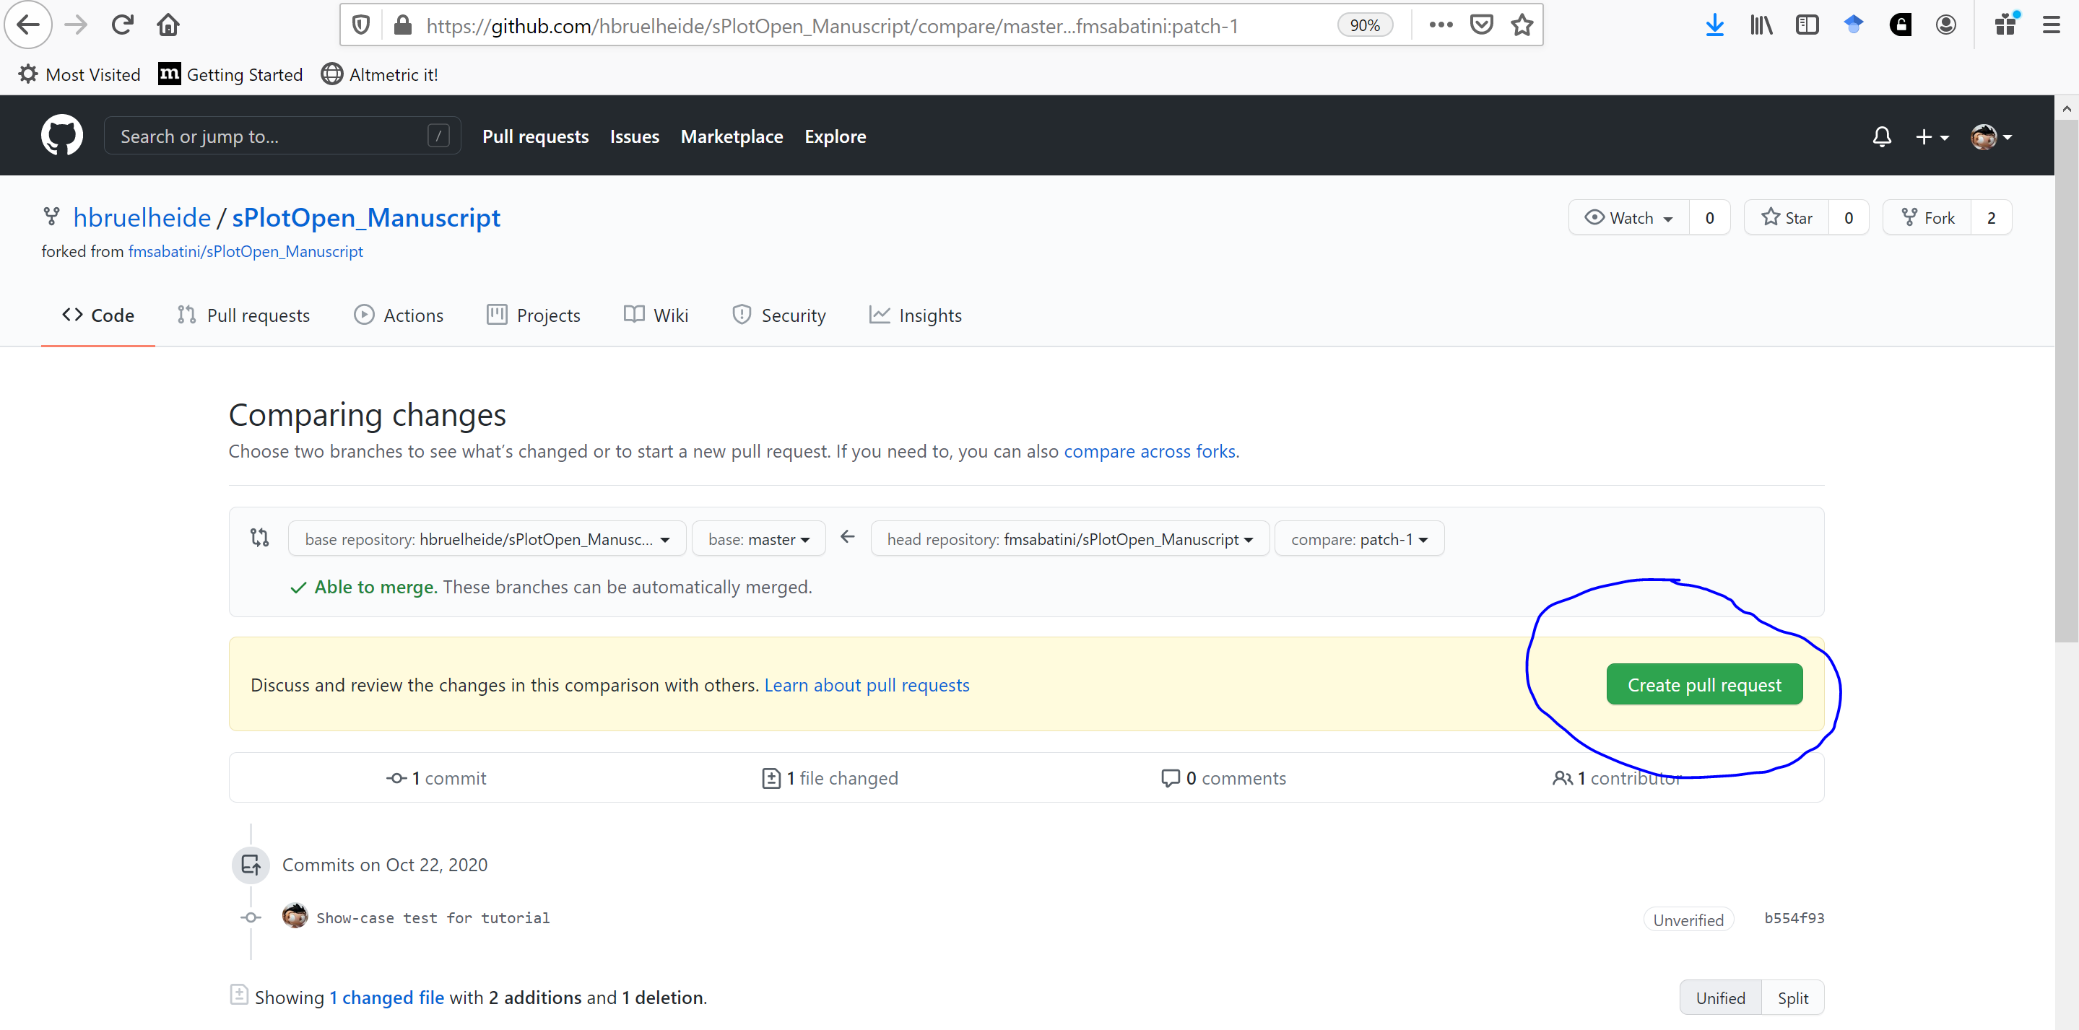 https://github.com/hbruelheide/sPlotOpen_Manuscript/compare/master...fmsabatini:patch-1 90%
Most Visited m Getting Started Altmetric it!
Search or jump to... / Pull requests Issues Marketplace Explore
hbruelheide / sPlotOpen_Manuscript Watch 0 Star 0 Fork 2
forked from fmsabatini/sPlotOpen_Manuscript
Code Pull requests Actions Projects Wiki Security Insights
Comparing changes
Choose two branches to see what's changed or to start a new pull request. If you need to, you can also compare across forks.
base repository: hbruelheide/sPlotOpen_Manusc... base: master head repository: fmsabatini/sPlotOpen_Manuscript compare: patch-1
Able to merge. These branches can be automatically merged.
Discuss and review the changes in this comparison with others. Learn about pull requests Create pull request
1 commit 1 file changed 0 comments 1 contributor
Commits on Oct 22, 2020
Show-case test for tutorial Unverified b554f93
Showing 1 changed file with 2 additions and 1 deletion. Unified Split